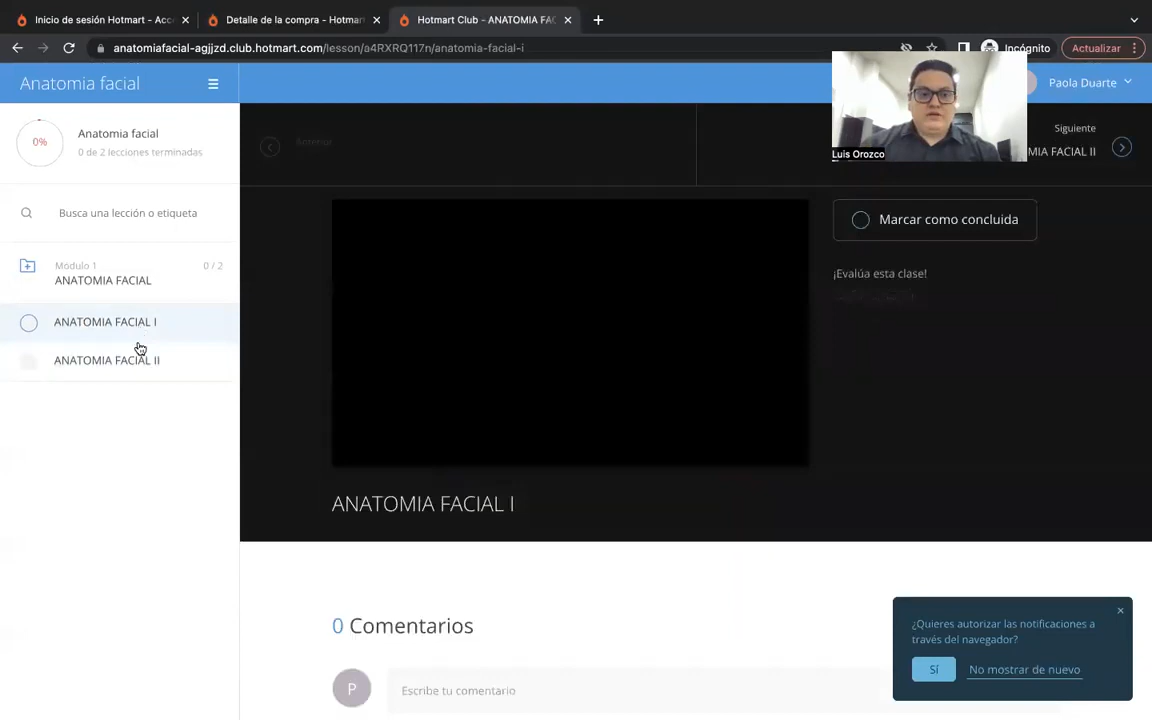 Inicio de sesión Hotmart - Acc
Detalle de la compra - Hotmar
Hotmart Club - ANATOMIA FAC
anatomiafacial-agjjzd.club.hotmart.com/lesson/a4RXRQ117n/anatomia-facial-i
Incógnito
Actualizar
Anatomia facial
Paola Duarte
0%
Anatomia facial
0 de 2 lecciones terminadas
Anterior
Siguiente
MIA FACIAL II
Luis Orozco
Busca una lección o etiqueta
Marcar como concluida
Módulo 1
0 / 2
ANATOMIA FACIAL
¡Evalúa esta clase!
ANATOMIA FACIAL I
ANATOMIA FACIAL II
ANATOMIA FACIAL I
0 Comentarios
P
Escribe tu comentario
¿Quieres autorizar las notificaciones a
través del navegador?
Sí
No mostrar de nuevo